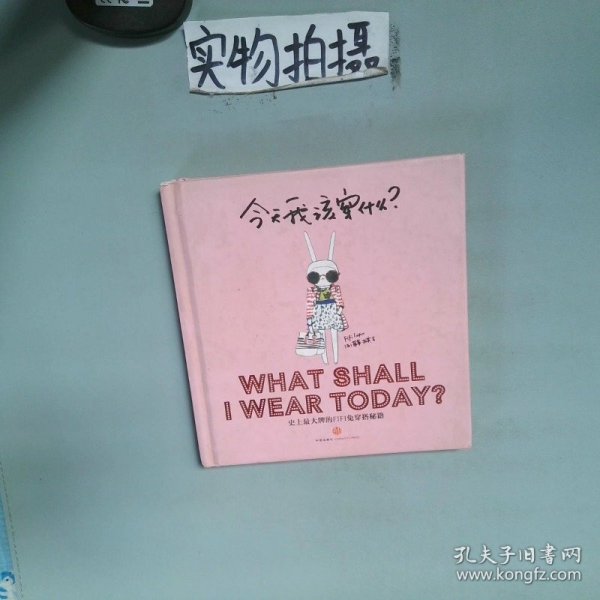 实物拍摄
今天我该穿什么?
WHAT SHALL
I WEAR TODAY?
史上最大牌的FIFI兔穿搭秘籍
孔夫子旧书网
www.kongfz.com